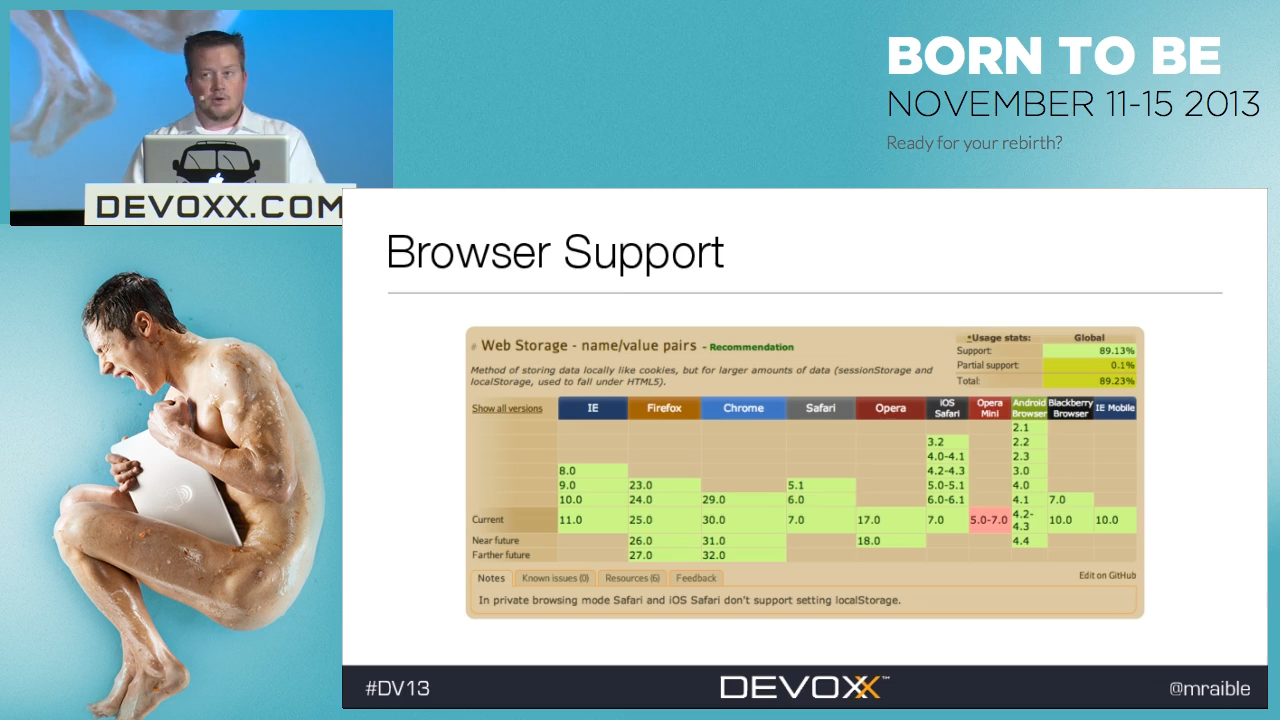 BORN TO BE
NOVEMBER 11-15 2013
Ready for your rebirth?
DEVOXX.COM
Browser Support
# Web Storage - name/value pairs - Recommendation
*Usage stats: Global
Support: 89.13%
Partial support: 0.1%
Total: 89.23%
Method of storing data locally like cookies, but for larger amounts of data (sessionStorage and
localStorage, used to fall under HTML5).
Show all versions IE Firefox Chrome Safari Opera iOS Safari Opera Mini Android Browser Blackberry Browser IE Mobile
2.1
3.2 2.2
4.0-4.1 2.3
8.0 4.2-4.3 3.0
9.0 23.0 5.1 5.0-5.1 4.0
10.0 24.0 29.0 6.0 6.0-6.1 4.1 7.0
Current 11.0 25.0 30.0 7.0 17.0 7.0 5.0-7.0 4.2-4.3 10.0 10.0
Near future 26.0 31.0 18.0 4.4
Farther future 27.0 32.0
Notes Known issues (0) Resources (6) Feedback Edit on GitHub
In private browsing mode Safari and iOS Safari don't support setting localStorage.
#DV13 DEVOXX™ @mraible